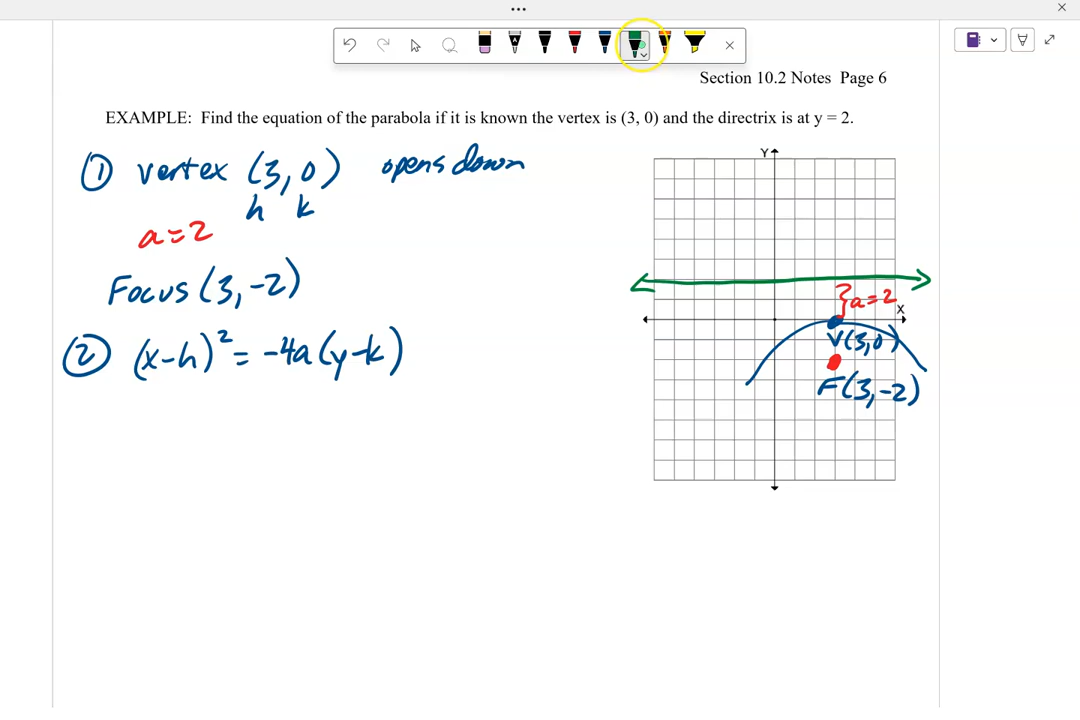 Section 10.2 Notes Page 6
EXAMPLE: Find the equation of the parabola if it is known the vertex is (3, 0) and the directrix is at y = 2.
① vertex (3, 0) opens down
h k
a=2
Focus (3, -2)
② (x-h)² = -4a(y-k)
Y
}a=2
X
V(3,0)
F(3,-2)